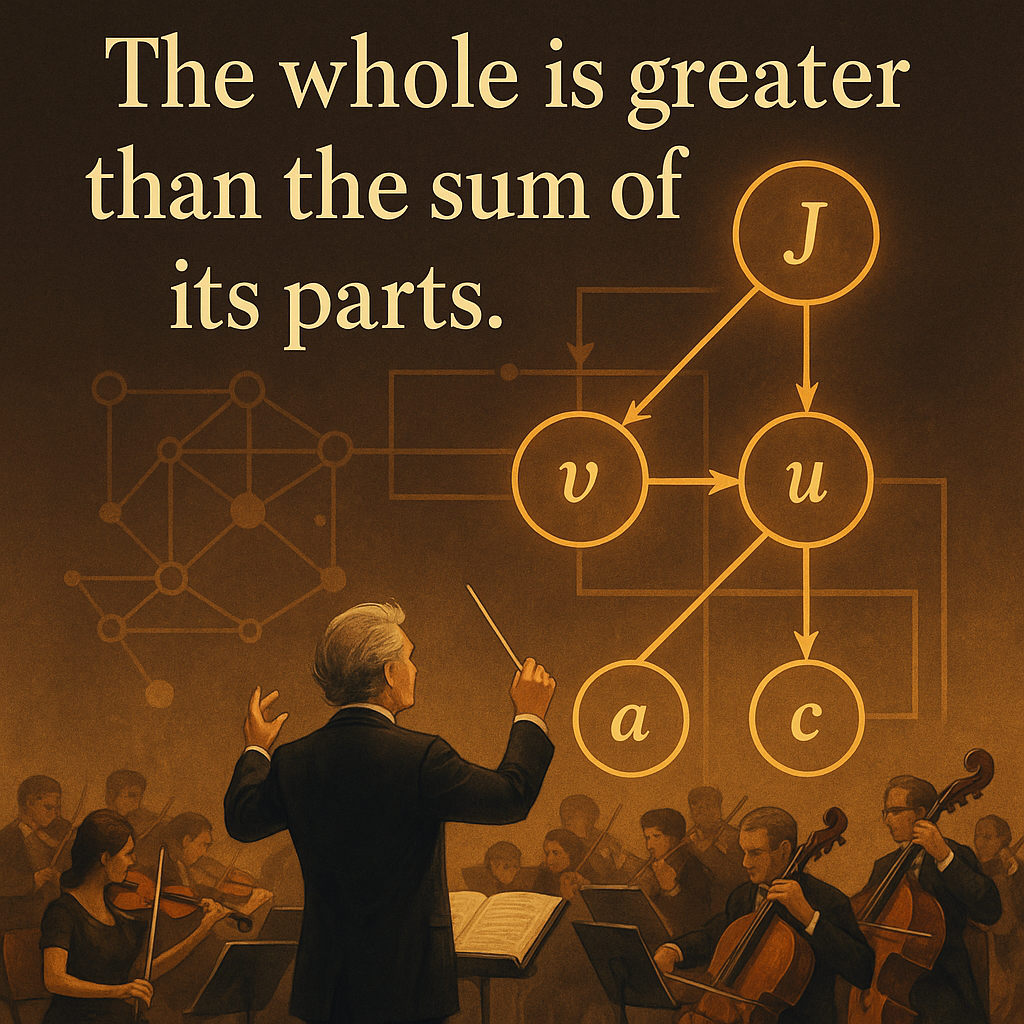 The whole is greater
than the sum of
its parts.
J
v u
a c